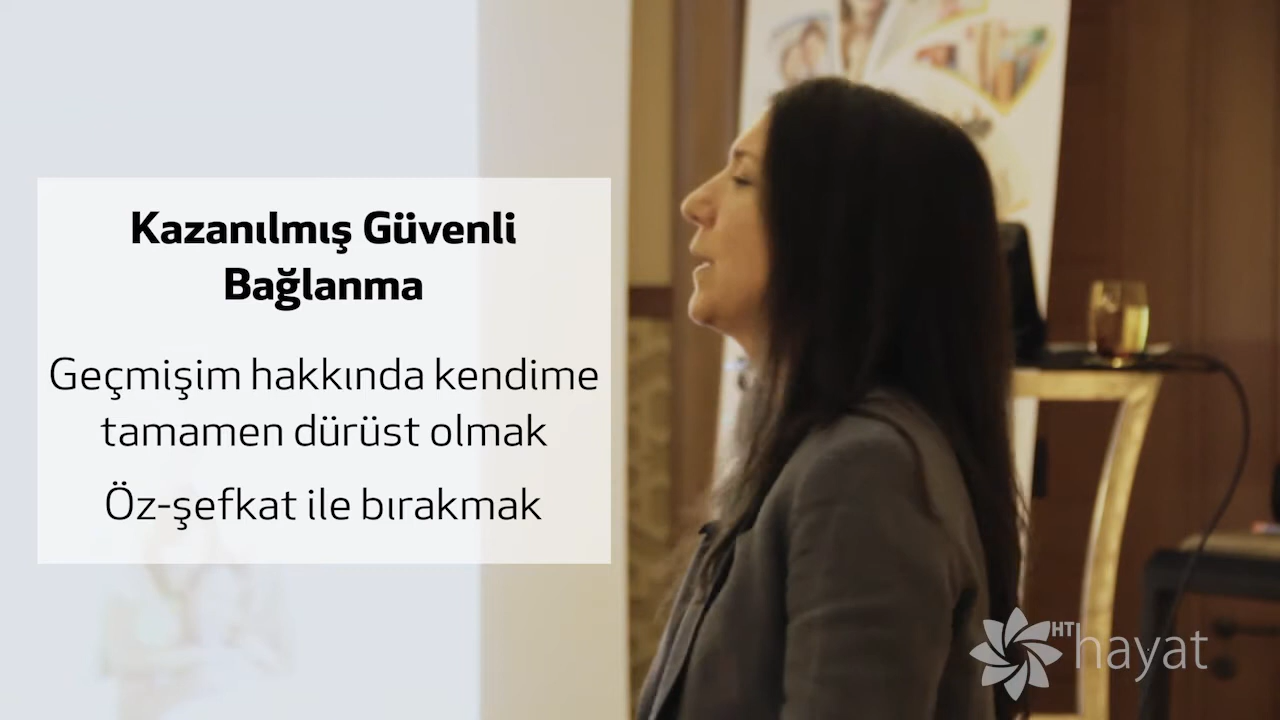 Kazanılmış Güvenli
Bağlanma
Geçmişim hakkında kendime
tamamen dürüst olmak
Öz-şefkat ile bırakmak
HT hayat